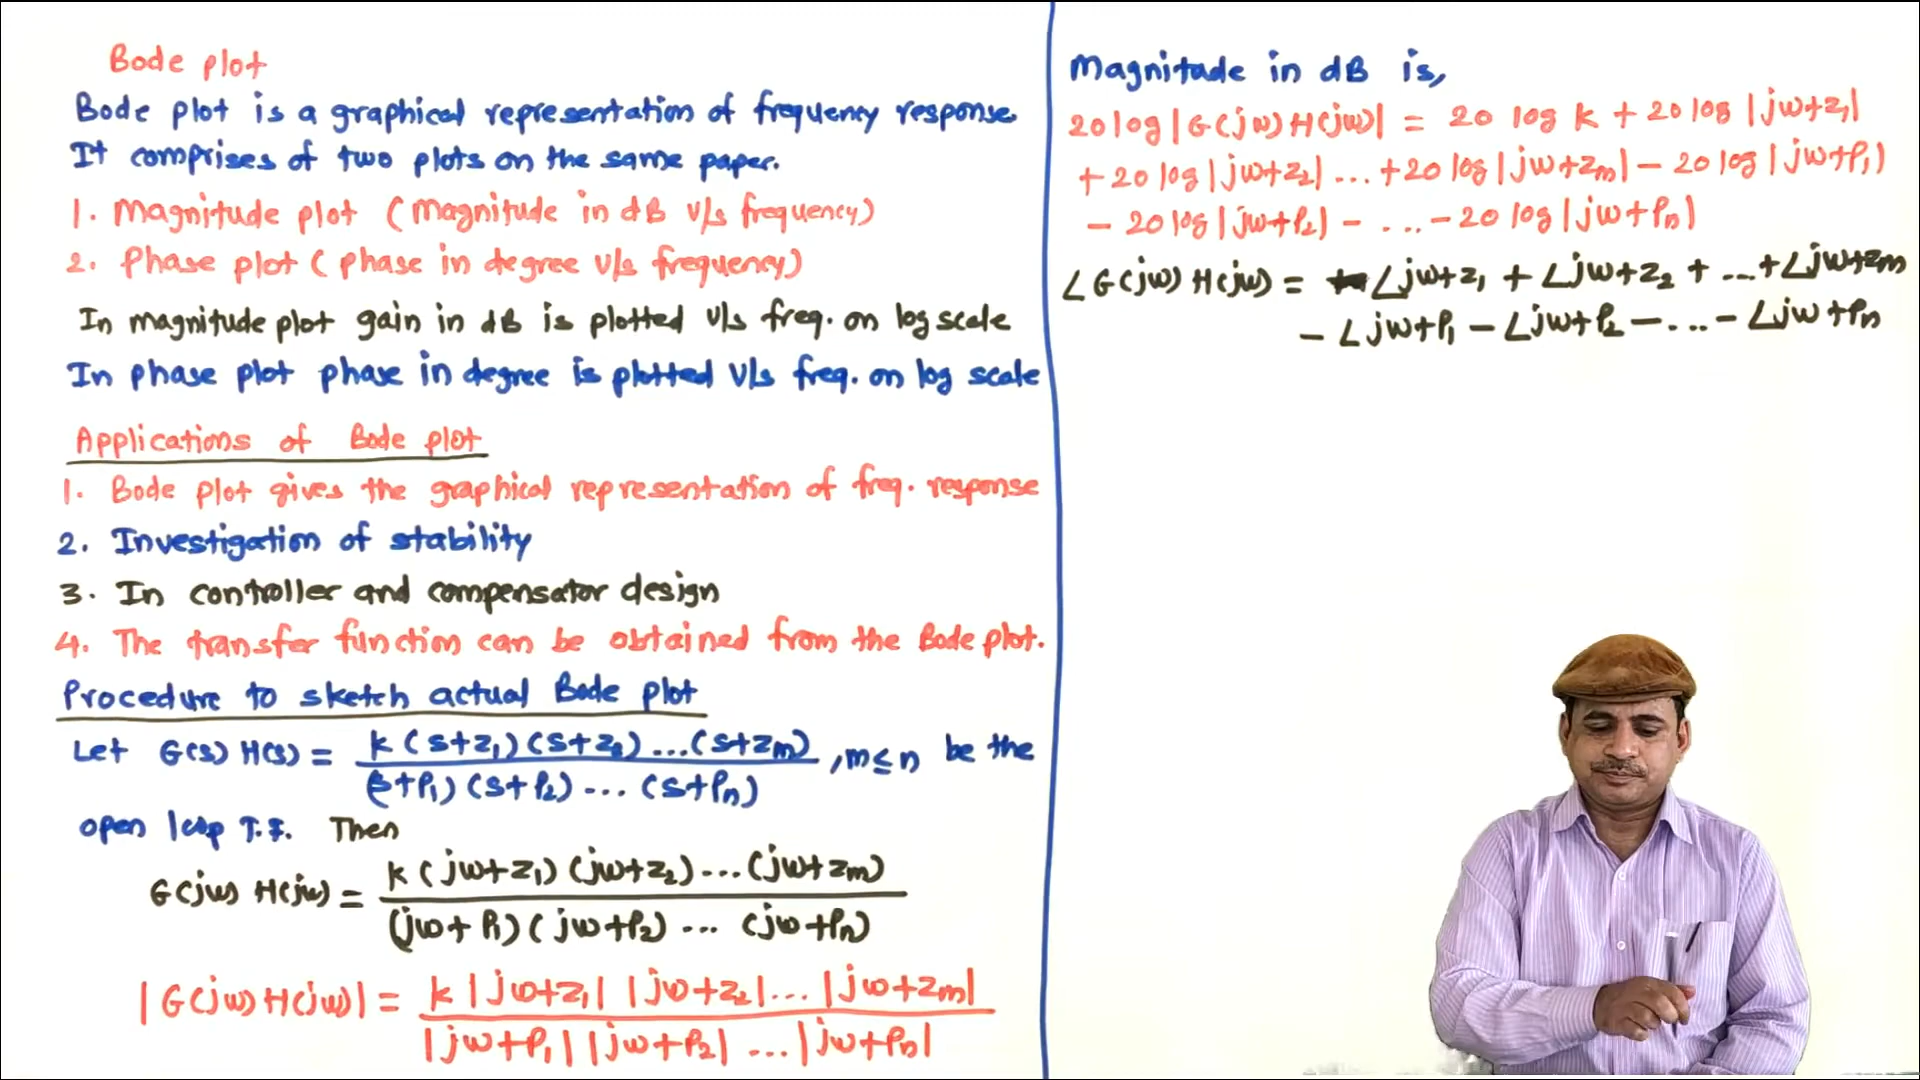 Bode plot
Bode plot is a graphical representation of frequency response.
It comprises of two plots on the same paper.
1. Magnitude plot (Magnitude in dB v/s frequency)
2. Phase plot (phase in degree v/s frequency)
In magnitude plot gain in dB is plotted v/s freq. on log scale
In phase plot phase in degree is plotted v/s freq. on log scale
Applications of Bode plot
1. Bode plot gives the graphical representation of freq. response
2. Investigation of stability
3. In controller and compensator design
4. The transfer function can be obtained from the Bode plot.
Procedure to sketch actual Bode plot
Let G(s) H(s) = K(s+z₁)(s+z₂)...(s+zm) / (s+p₁)(s+p₂)...(s+pn), m≤n be the
open loop T.F. Then
G(jω) H(jω) = K(jω+z₁)(jω+z₂)...(jω+zm) / (jω+p₁)(jω+p₂)...(jω+pn)
|G(jω)H(jω)| = K|jω+z₁| |jω+z₂|...|jω+zm| / |jω+p₁||jω+p₂|...|jω+pn|
Magnitude in dB is,
20log|G(jω)H(jω)| = 20 log K + 20 log |jω+z₁|
+ 20 log|jω+z₂| ... +20 log|jω+zm| − 20 log|jω+p₁|
− 20 log|jω+p₂| − ... − 20 log|jω+pn|
∠G(jω) H(jω) = ∠jω+z₁ + ∠jω+z₂ + ...+∠jω+zm
− ∠jω+p₁ − ∠jω+p₂ − ... − ∠jω+pn